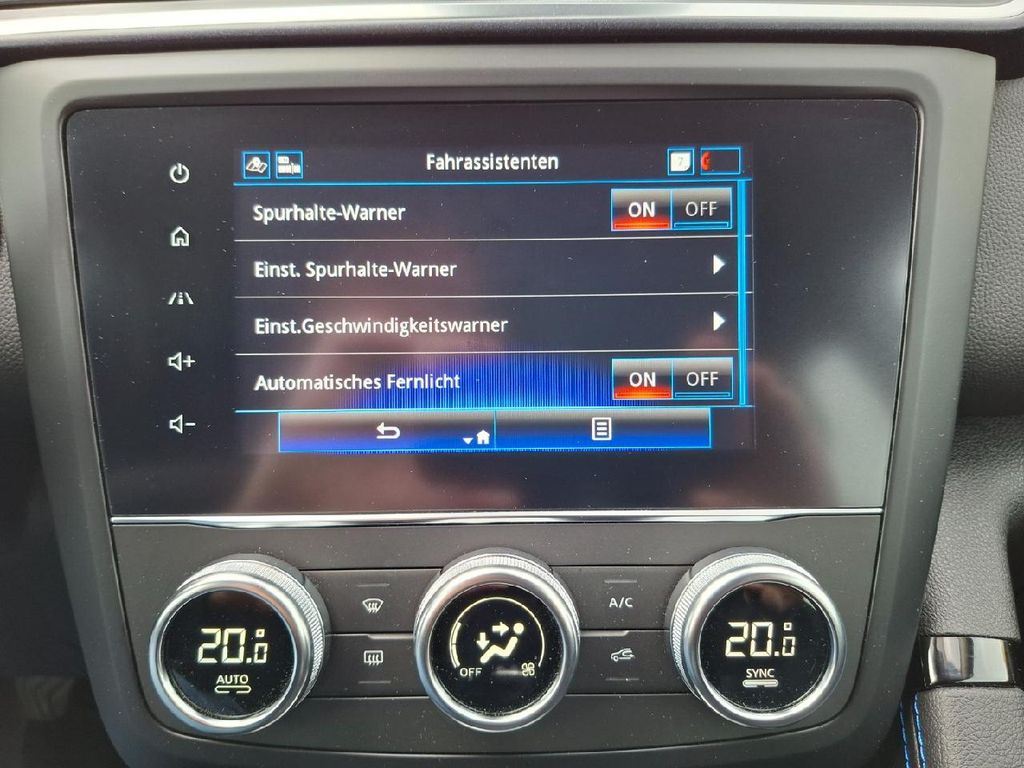 Fahrassistenten
7
Spurhalte-Warner ON OFF
Einst. Spurhalte-Warner
Einst.Geschwindigkeitswarner
Automatisches Fernlicht ON OFF
A/C
20.0
AUTO
OFF
20.0
SYNC